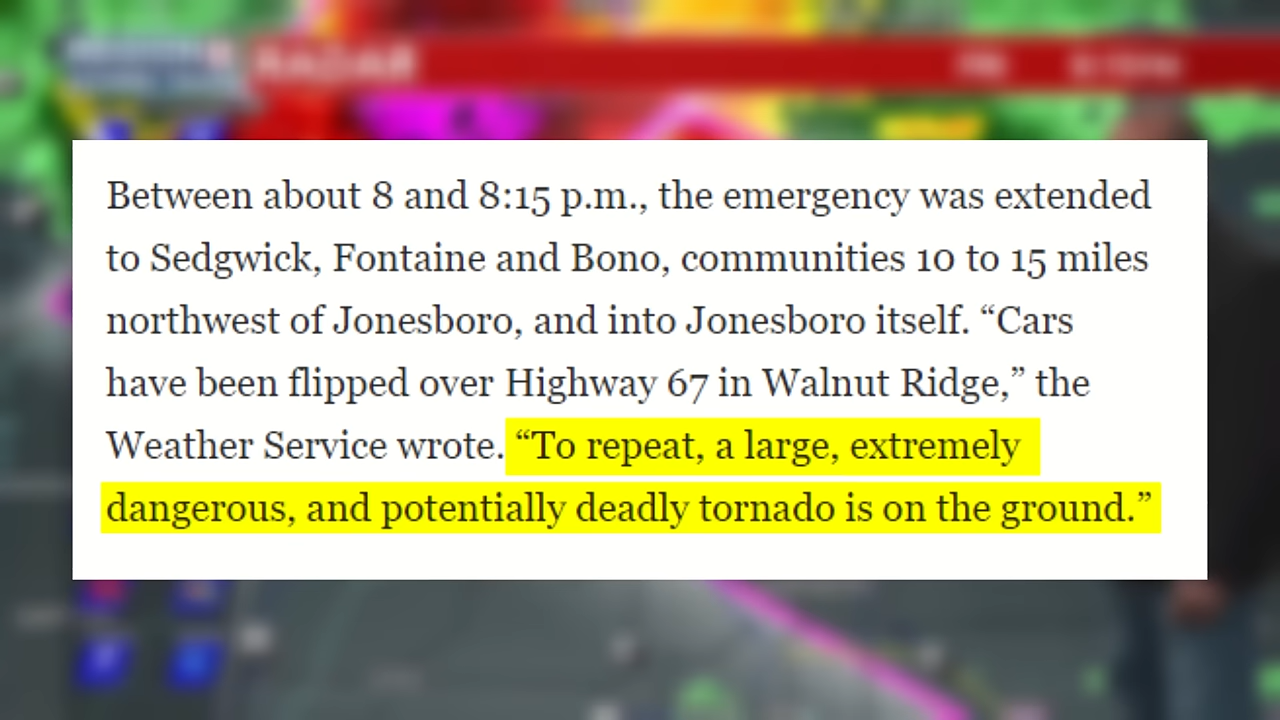 RADAR
Between about 8 and 8:15 p.m., the emergency was extended
to Sedgwick, Fontaine and Bono, communities 10 to 15 miles
northwest of Jonesboro, and into Jonesboro itself. “Cars
have been flipped over Highway 67 in Walnut Ridge,” the
Weather Service wrote. “To repeat, a large, extremely
dangerous, and potentially deadly tornado is on the ground.”